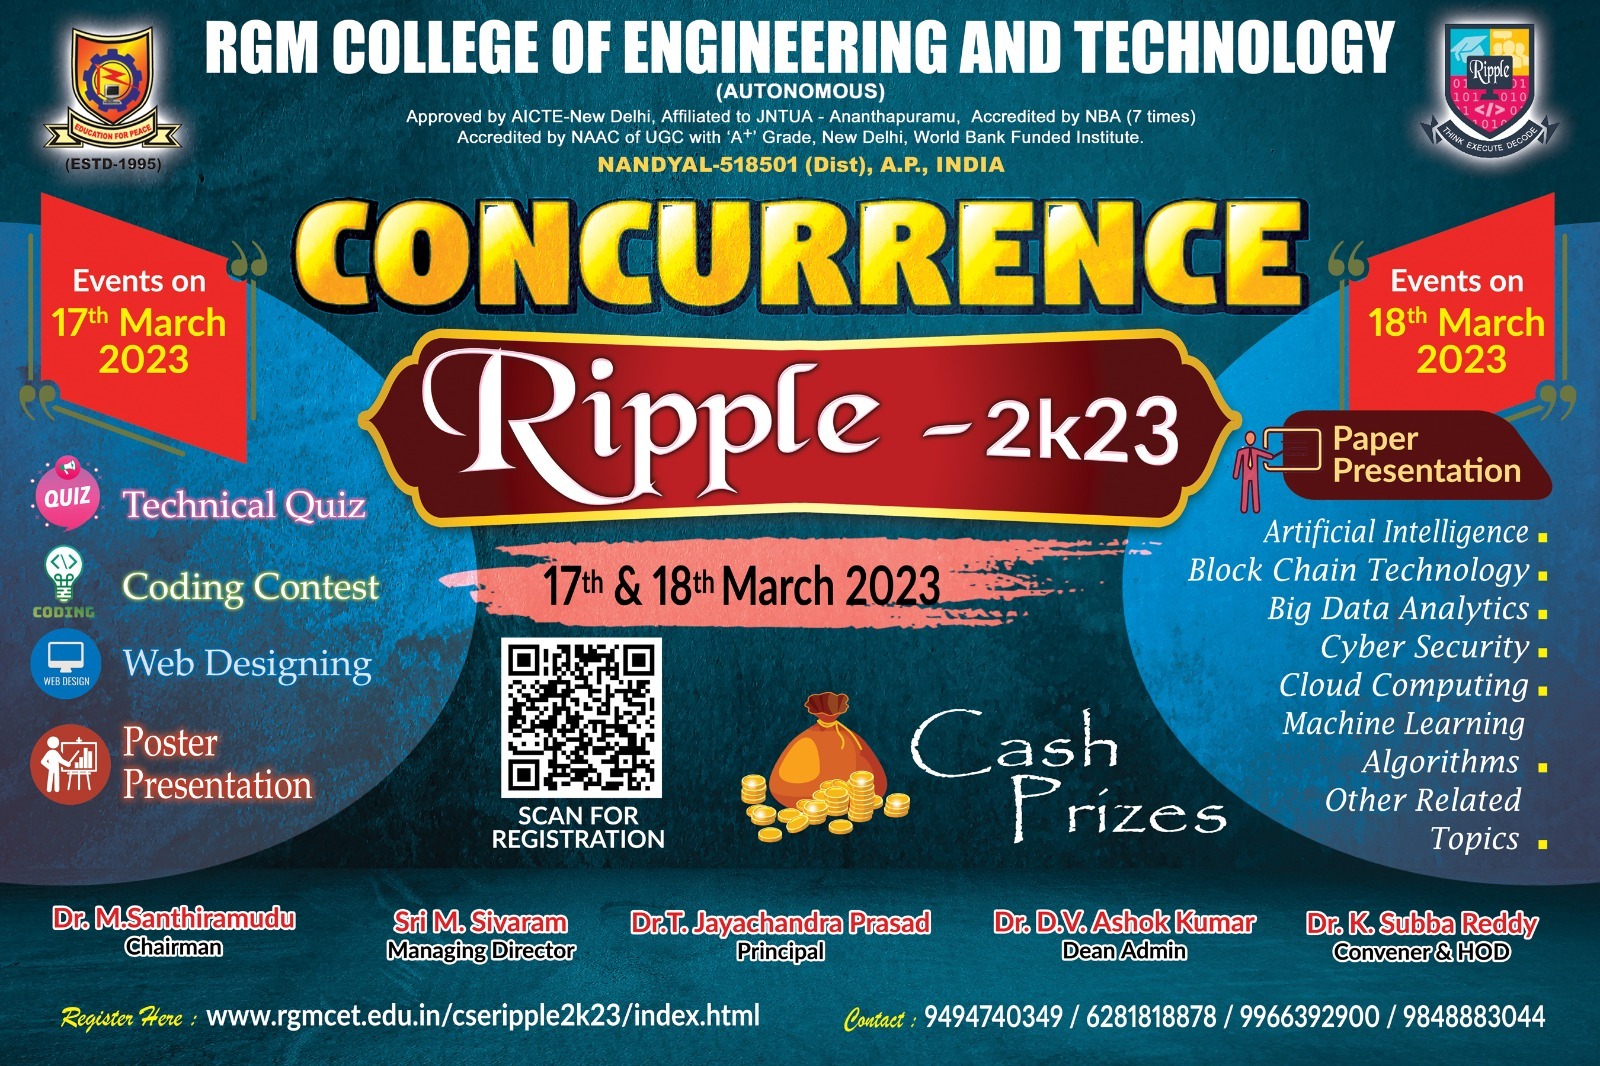 RGM COLLEGE OF ENGINEERING AND TECHNOLOGY
(AUTONOMOUS)
Approved by AICTE-New Delhi, Affiliated to JNTUA - Ananthapuramu, Accredited by NBA (7 times)
Accredited by NAAC of UGC with 'A+' Grade, New Delhi, World Bank Funded Institute.
NANDYAL-518501 (Dist), A.P., INDIA
EDUCATION FOR PEACE
(ESTD-1995)
Ripple
THINK EXECUTE DECODE
CONCURRENCE
Ripple - 2k23
17th & 18th March 2023
Events on
17th March
2023
QUIZ
Technical Quiz
CODING
Coding Contest
WEB DESIGN
Web Designing
Poster
Presentation
SCAN FOR
REGISTRATION
Cash
Prizes
Events on
18th March
2023
Paper
Presentation
Artificial Intelligence
Block Chain Technology
Big Data Analytics
Cyber Security
Cloud Computing
Machine Learning
Algorithms
Other Related
Topics
Dr. M.Santhiramudu
Chairman
Sri M. Sivaram
Managing Director
Dr.T. Jayachandra Prasad
Principal
Dr. D.V. Ashok Kumar
Dean Admin
Dr. K. Subba Reddy
Convener & HOD
Register Here : www.rgmcet.edu.in/cseripple2k23/index.html
Contact : 9494740349 / 6281818878 / 9966392900 / 9848883044